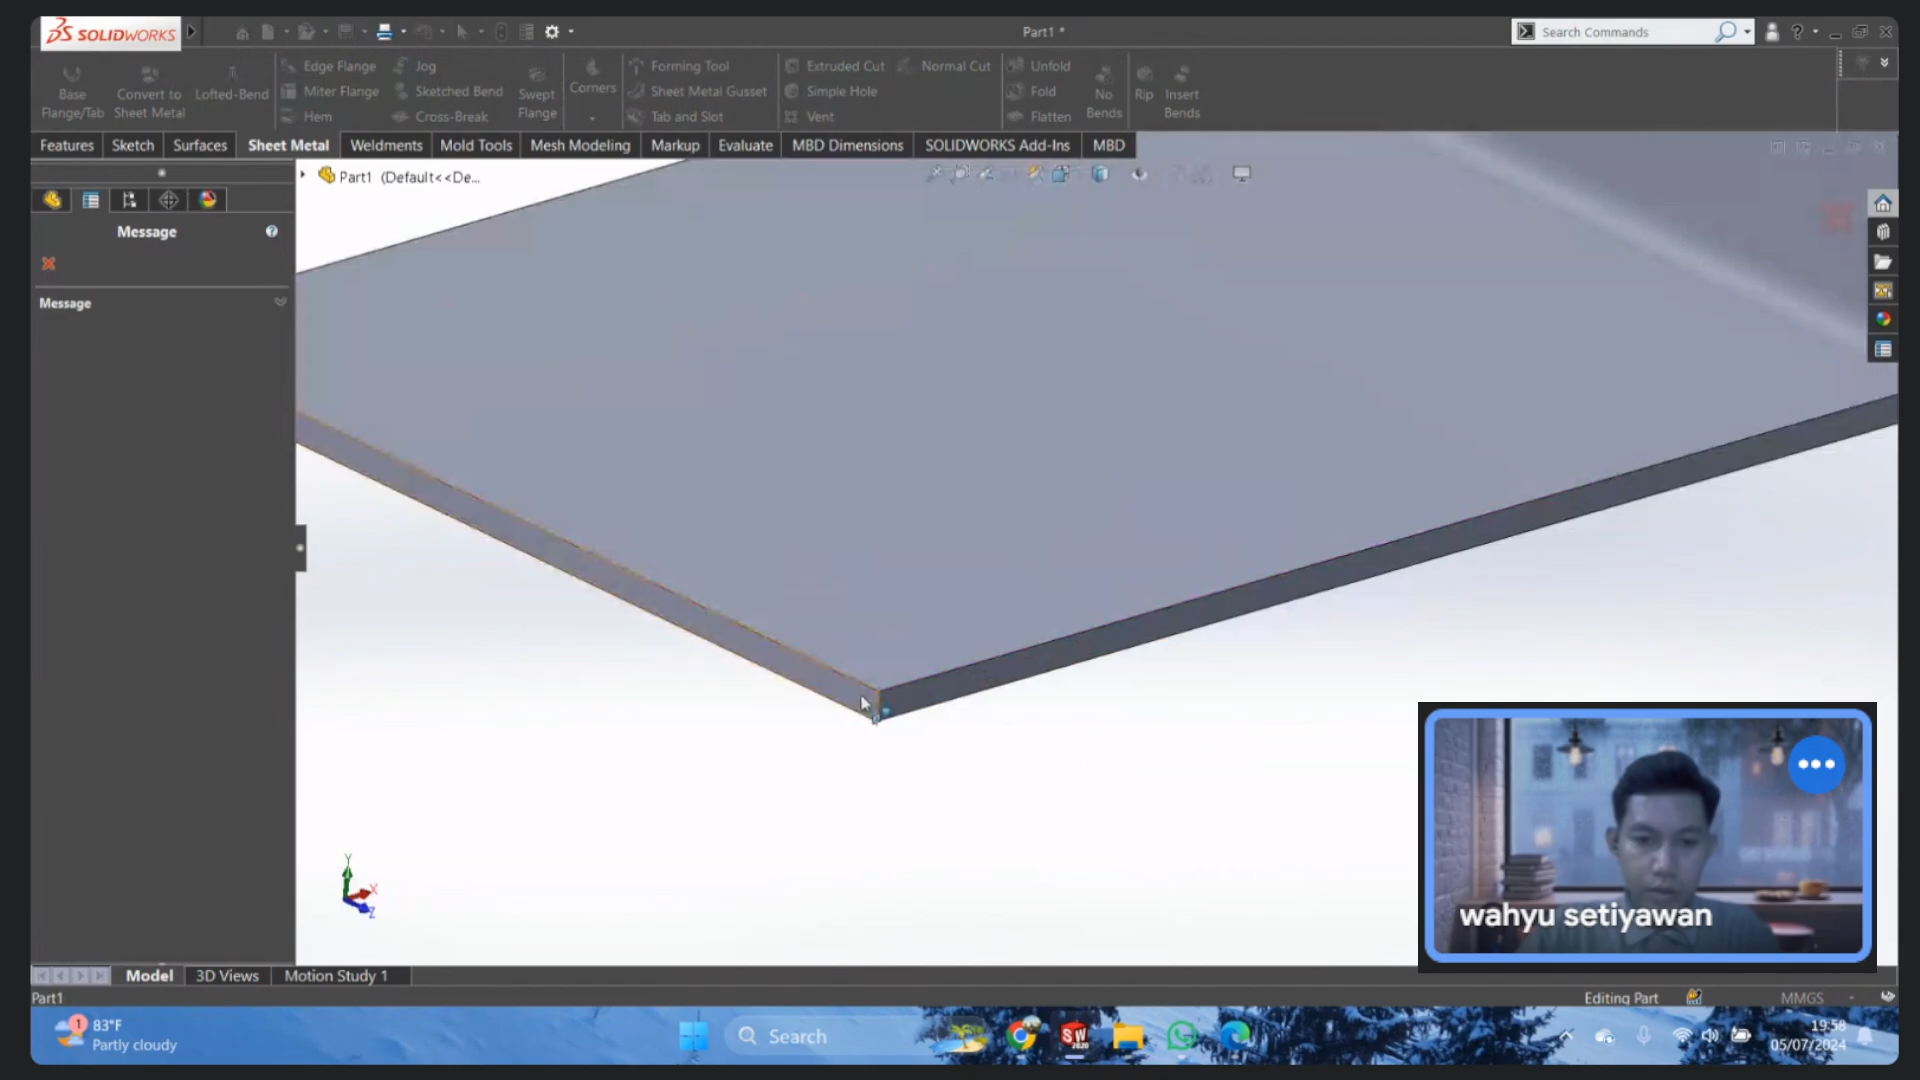 SOLIDWORKS
Part1 *
Search Commands
Base Flange/Tab
Convert to Sheet Metal
Lofted-Bend
Edge Flange
Miter Flange
Hem
Jog
Sketched Bend
Cross-Break
Swept Flange
Corners
Forming Tool
Sheet Metal Gusset
Tab and Slot
Extruded Cut
Simple Hole
Vent
Normal Cut
Unfold
Fold
Flatten
No Bends
Rip
Insert Bends
Features
Sketch
Surfaces
Sheet Metal
Weldments
Mold Tools
Mesh Modeling
Markup
Evaluate
MBD Dimensions
SOLIDWORKS Add-Ins
MBD
Part1 (Default<<De...
Message
Message
Y
X
Z
wahyu setiyawan
Model
3D Views
Motion Study 1
Part1
Editing Part
MMGS
1
83°F
Partly cloudy
Search
SW
2020
19:58
05/07/2024